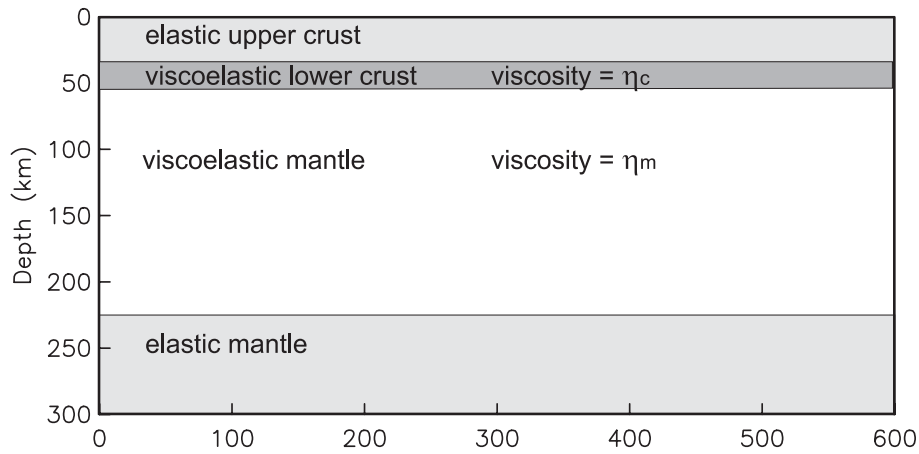 0
elastic upper crust
viscoelastic lower crust viscosity = ηc
50
100
viscoelastic mantle viscosity = ηm
Depth (km)
150
200
250
elastic mantle
300
0 100 200 300 400 500 600